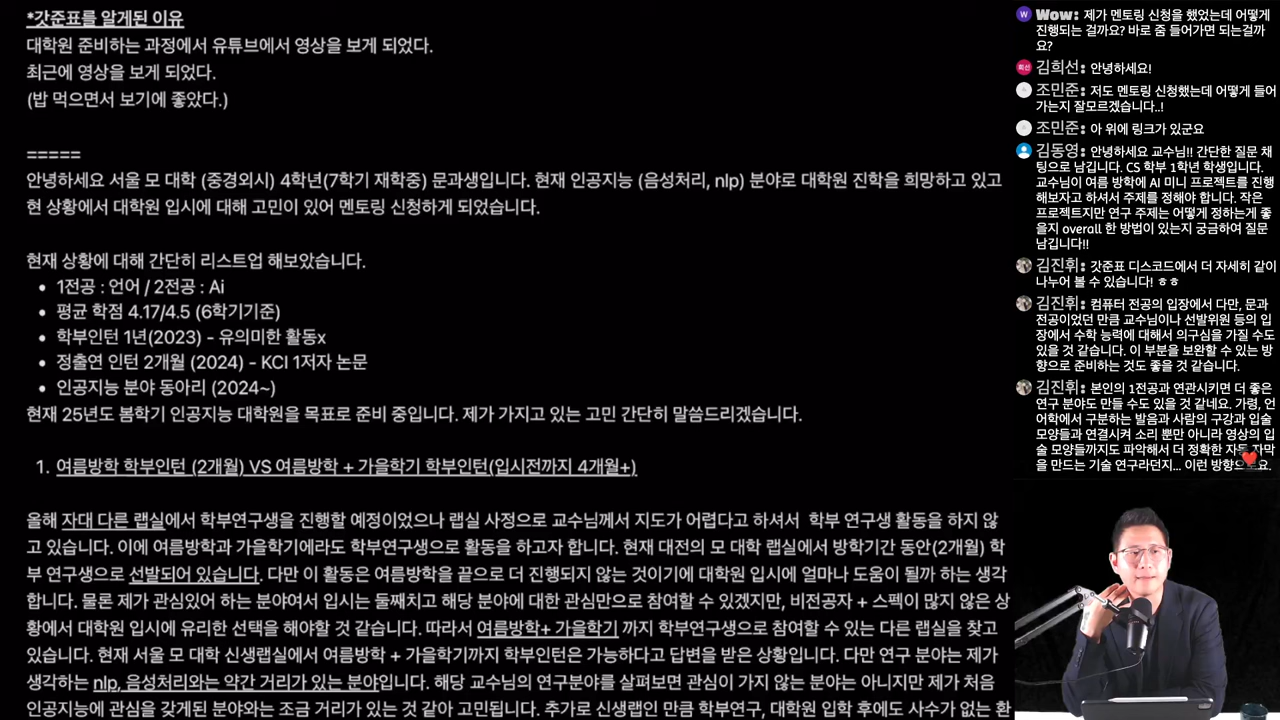 *갓준표를 알게된 이유
대학원 준비하는 과정에서 유튜브에서 영상을 보게 되었다.
최근에 영상을 보게 되었다.
(밥 먹으면서 보기에 좋았다.)
=====
안녕하세요 서울 모 대학 (중경외시) 4학년(7학기 재학중) 문과생입니다. 현재 인공지능 (음성처리, nlp) 분야로 대학원 진학을 희망하고 있고
현 상황에서 대학원 입시에 대해 고민이 있어 멘토링 신청하게 되었습니다.
현재 상황에 대해 간단히 리스트업 해보았습니다.
• 1전공 : 언어 / 2전공 : Ai
• 평균 학점 4.17/4.5 (6학기기준)
• 학부인턴 1년(2023) - 유의미한 활동x
• 정출연 인턴 2개월 (2024) - KCI 1저자 논문
• 인공지능 분야 동아리 (2024~)
현재 25년도 봄학기 인공지능 대학원을 목표로 준비 중입니다. 제가 가지고 있는 고민 간단히 말씀드리겠습니다.
1. 여름방학 학부인턴 (2개월) VS 여름방학 + 가을학기 학부인턴(입시전까지 4개월+)
올해 자대 다른 랩실에서 학부연구생을 진행할 예정이었으나 랩실 사정으로 교수님께서 지도가 어렵다고 하셔서 학부 연구생 활동을 하지 않
고 있습니다. 이에 여름방학과 가을학기에라도 학부연구생으로 활동을 하고자 합니다. 현재 대전의 모 대학 랩실에서 방학기간 동안(2개월) 학
부 연구생으로 선발되어 있습니다. 다만 이 활동은 여름방학을 끝으로 더 진행되지 않는 것이기에 대학원 입시에 얼마나 도움이 될까 하는 생각
합니다. 물론 제가 관심있어 하는 분야여서 입시는 둘째치고 해당 분야에 대한 관심만으로 참여할 수 있겠지만, 비전공자 + 스펙이 많지 않은 상
황에서 대학원 입시에 유리한 선택을 해야할 것 같습니다. 따라서 여름방학+ 가을학기 까지 학부연구생으로 참여할 수 있는 다른 랩실을 찾고
있습니다. 현재 서울 모 대학 신생랩실에서 여름방학 + 가을학기까지 학부인턴은 가능하다고 답변을 받은 상황입니다. 다만 연구 분야는 제가
생각하는 nlp, 음성처리와는 약간 거리가 있는 분야입니다. 해당 교수님의 연구분야를 살펴보면 관심이 가지 않는 분야는 아니지만 제가 처음
인공지능에 관심을 갖게된 분야와는 조금 거리가 있는 것 같아 고민됩니다. 추가로 신생랩인 만큼 학부연구, 대학원 입학 후에도 사수가 없는 환
W Wow: 제가 멘토링 신청을 했었는데 어떻게
진행되는 걸까요? 바로 줌 들어가면 되는걸까
요?
희선 김희선: 안녕하세요!
조민준: 저도 멘토링 신청했는데 어떻게 들어
가는지 잘모르겠습니다..!
조민준: 아 위에 링크가 있군요
김동영: 안녕하세요 교수님!! 간단한 질문 채
팅으로 남깁니다. CS 학부 1학년 학생입니다.
교수님이 여름 방학에 AI 미니 프로젝트를 진행
해보자고 하셔서 주제를 정해야 합니다. 작은
프로젝트지만 연구 주제는 어떻게 정하는게 좋
을지 overall 한 방법이 있는지 궁금하여 질문
남깁니다!!
김진휘: 갓준표 디스코드에서 더 자세히 같이
나누어 볼 수 있습니다! ㅎㅎ
김진휘: 컴퓨터 전공의 입장에서 다만, 문과
전공이었던 만큼 교수님이나 선발위원 등의 입
장에서 수학 능력에 대해서 의구심을 가질 수도
있을 것 같습니다. 이 부분을 보완할 수 있는 방
향으로 준비하는 것도 좋을 것 같습니다.
김진휘: 본인의 1전공과 연관시키면 더 좋은
연구 분야도 만들 수도 있을 것 같네요. 가령, 언
어학에서 구분하는 발음과 사람의 구강과 입술
모양들과 연결시켜 소리 뿐만 아니라 영상의 입
술 모양들까지도 파악해서 더 정확한 자동 자막
을 만드는 기술 연구라던지... 이런 방향으로요.